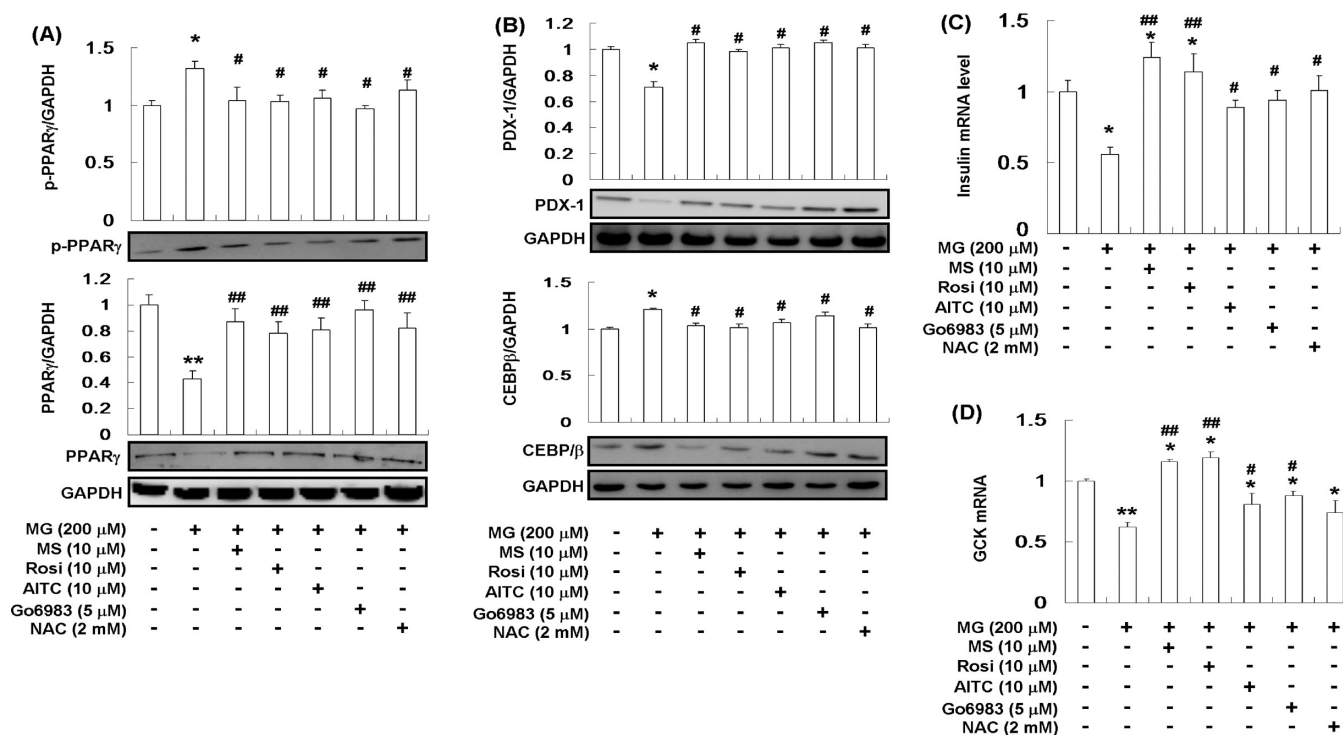 (A)
1.5
1
0.5
0
p-PPARγ/GAPDH
* # # # # #
p-PPARγ
1.2
1
0.8
0.6
0.4
0.2
0
PPARγ/GAPDH
** ## ## ## ## ##
PPARγ
GAPDH
MG (200 μM) - + + + + + +
MS (10 μM) - - + - - - -
Rosi (10 μM) - - - + - - -
AITC (10 μM) - - - - + - -
Go6983 (5 μM) - - - - - + -
NAC (2 mM) - - - - - - +
(B)
1.2
1
0.8
0.6
0.4
0.2
0
PDX-1/GAPDH
* # # # # #
PDX-1
GAPDH
1.5
1
0.5
0
CEBPβ/GAPDH
* # # # # #
CEBP/β
GAPDH
MG (200 μM) - + + + + + +
MS (10 μM) - - + - - - -
Rosi (10 μM) - - - + - - -
AITC (10 μM) - - - - + - -
Go6983 (5 μM) - - - - - + -
NAC (2 mM) - - - - - - +
(C)
1.5
1
0.5
0
Insulin mRNA level
## ##
* * * # # #
MG (200 μM) - + + + + + +
MS (10 μM) - - + - - - -
Rosi (10 μM) - - - + - - -
AITC (10 μM) - - - - + - -
Go6983 (5 μM) - - - - - + -
NAC (2 mM) - - - - - - +
(D)
1.5
1
0.5
0
GCK mRNA
## ## # #
** * * * * *
MG (200 μM) - + + + + + +
MS (10 μM) - - + - - - -
Rosi (10 μM) - - - + - - -
AITC (10 μM) - - - - + - -
Go6983 (5 μM) - - - - - + -
NAC (2 mM) - - - - - - +